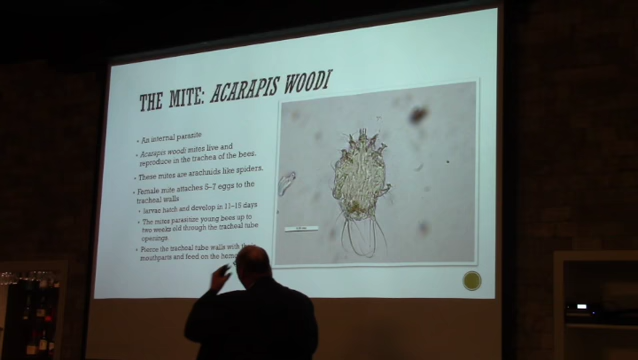 THE MITE: ACARAPIS WOODI
An internal parasite
Acarapis woodi mites live and
reproduce in the trachea of the bees.
These mites are arachnids like spiders.
Female mite attaches 5–7 eggs to the
tracheal walls
larvae hatch and develop in 11–15 days
The mites parasitize young bees up to
two weeks old through the tracheal tube
openings
Pierce the tracheal tube walls with
mouthparts and feed on the